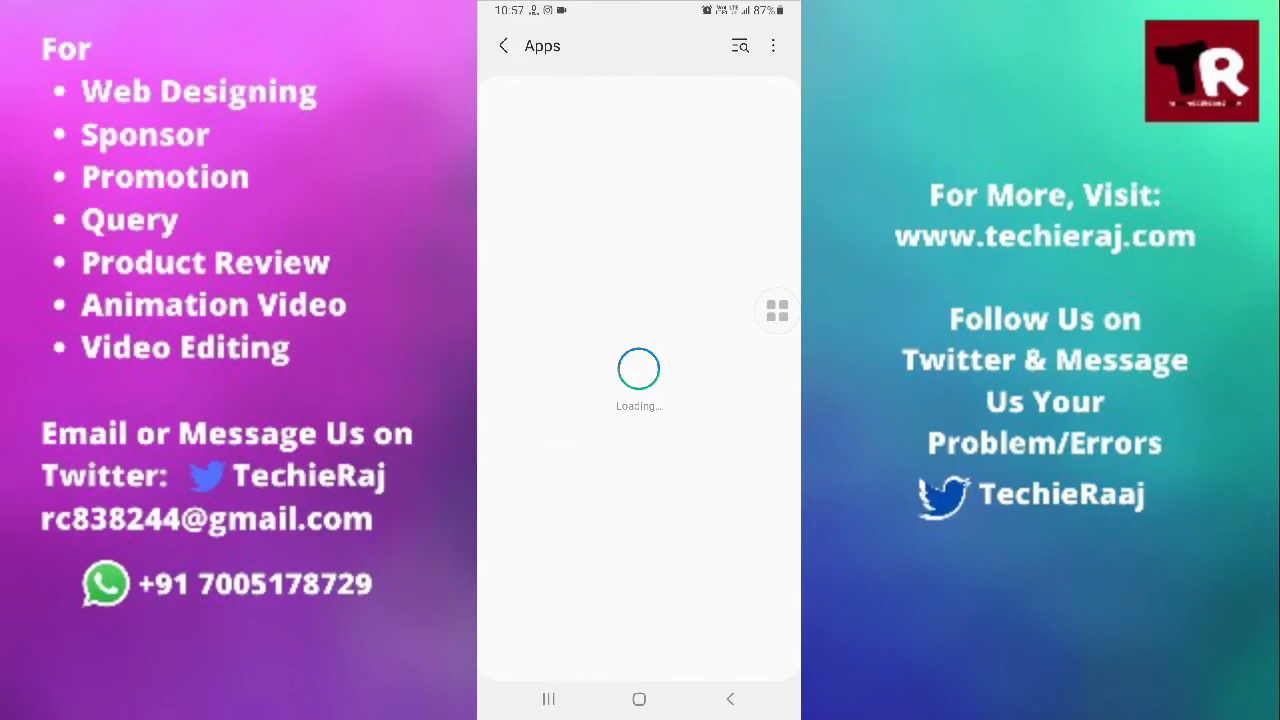 For
• Web Designing
• Sponsor
• Promotion
• Query
• Product Review
• Animation Video
• Video Editing
Email or Message Us on
Twitter: TechieRaj
rc838244@gmail.com
+91 7005178729
10:57
87%
Apps
Loading...
TR
For More, Visit:
www.techieraj.com
Follow Us on
Twitter & Message
Us Your
Problem/Errors
TechieRaaj